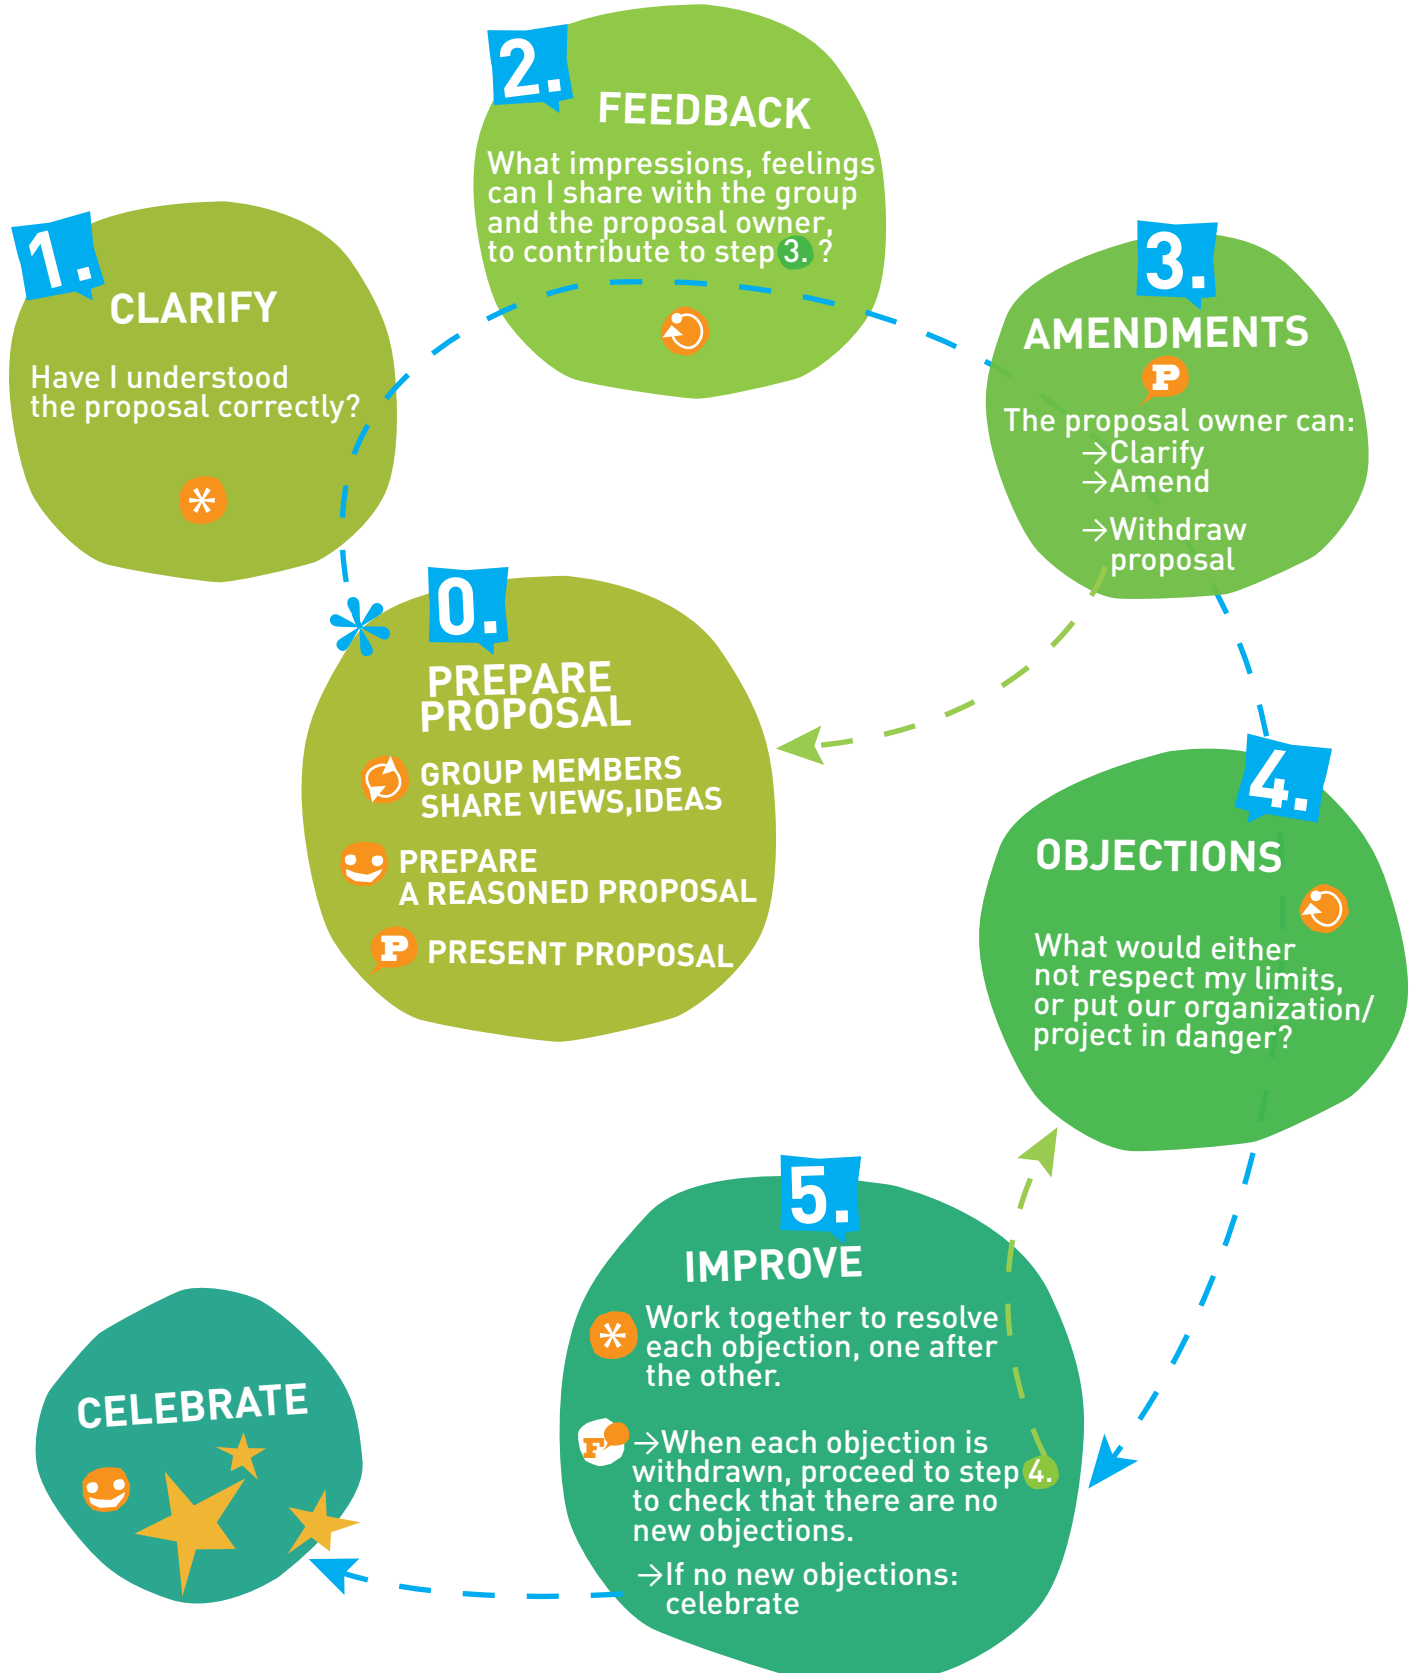 0.
PREPARE
PROPOSAL
GROUP MEMBERS
SHARE VIEWS,IDEAS
PREPARE
A REASONED PROPOSAL
P
PRESENT PROPOSAL
1.
CLARIFY
Have I understood
the proposal correctly?
2.
FEEDBACK
What impressions, feelings
can I share with the group
and the proposal owner,
to contribute to step 3. ?
3.
AMENDMENTS
P
The proposal owner can:
→Clarify
→Amend
→Withdraw
proposal
4.
OBJECTIONS
What would either
not respect my limits,
or put our organization/
project in danger?
5.
IMPROVE
Work together to resolve
each objection, one after
the other.
F
→When each objection is
withdrawn, proceed to step 4.
to check that there are no
new objections.
→If no new objections:
celebrate
CELEBRATE